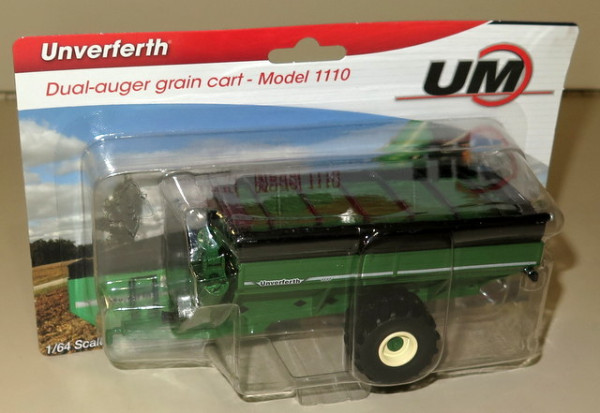 Unverferth®
Dual-auger grain cart - Model 1110
UM
Unverferth
1/64 Scale